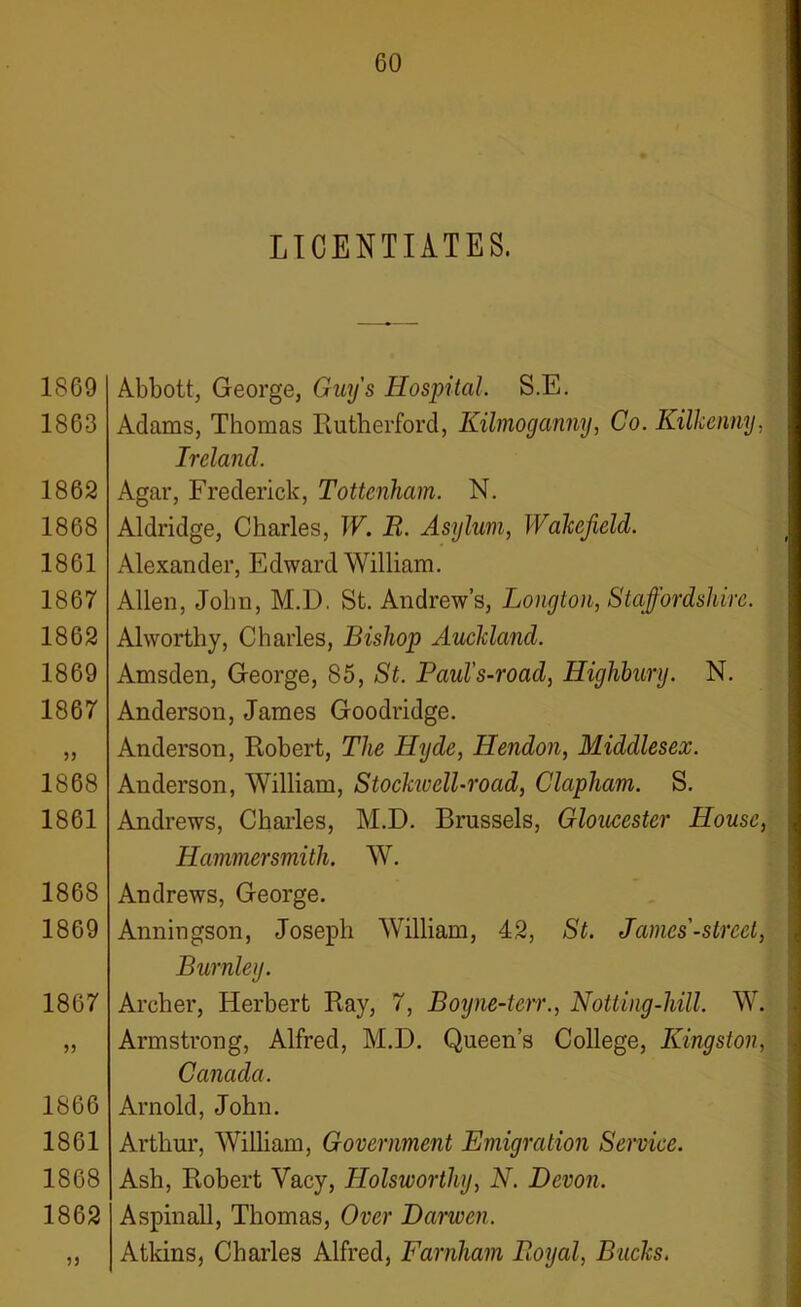 60
LICENTIATES.
1869 Abbott, George, Guy's Hospital. S.E.
1863 Adams, Thomas Rutherford, Kilmoganny, Co. Kilkenny,
Ireland.
1862 Agar, Frederick, Tottenham. N.
1868 Aldridge, Charles, W. R. Asylum, Wakefield.
1861 Alexander, Edward William.
1867 Allen, John, M.D. St. Andrew's, Longton, Staffordshire.
1862 Alworthy, Charles, Bishop Auckland.
1869 Amsden, George, 85, St. Paul's-road, Highbury. N.
1867 Anderson, James Goodridge.
„ Anderson, Robert, The Hyde, Hendon, Middlesex.
1868 Anderson, William, Stockwell-road, Clapham. S.
1861 Andrews, Charles, M.D. Brussels, Gloucester House,
Hammersmith. W.
1868 Andrews, George.
1869 Anningson, Joseph William, 42, St. James'-street,
Burnley.
1867 Archer, Herbert Ray, 7, Boyne-terr., Notting-hill. W.
„ Armstrong, Alfred, M.D. Queen's College, Kingston,
Canada.
1866 Arnold, John.
1861 Arthur, William, Government Emigration Service.
1868 Ash, Robert Vacy, Holsworthy, N. Devon.
1862 Aspinall, Thomas, Over Darwen.
„ Atkins, Charles Alfred, Farnham Royal, Bucks.